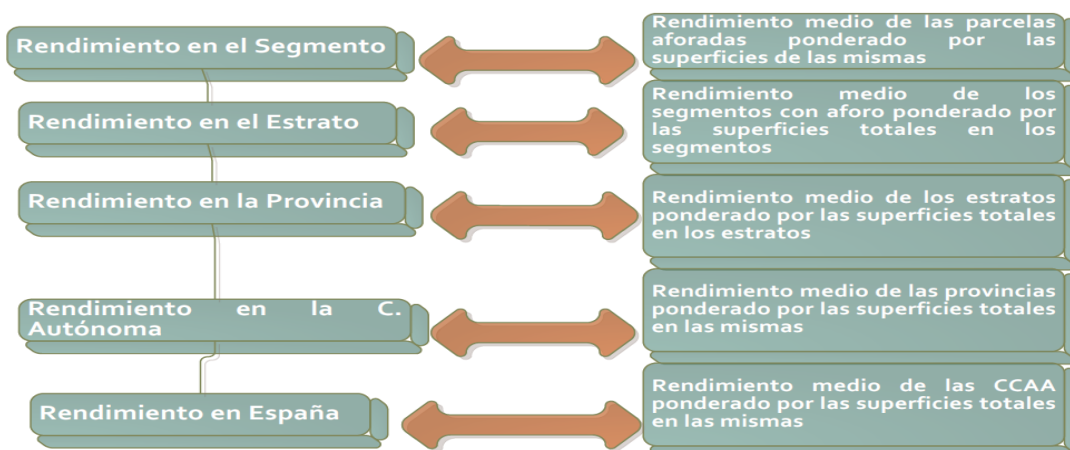 Rendimiento en el Segmento
Rendimiento medio de las parcelas
aforadas ponderado por las
superficies de las mismas
Rendimiento en el Estrato
Rendimiento medio de los
segmentos con aforo ponderado por
las superficies totales en los
segmentos
Rendimiento en la Provincia
Rendimiento medio de los estratos
ponderado por las superficies totales
en los estratos
Rendimiento en la C.
Autónoma
Rendimiento medio de las provincias
ponderado por las superficies totales
en las mismas
Rendimiento en España
Rendimiento medio de las CCAA
ponderado por las superficies totales
en las mismas